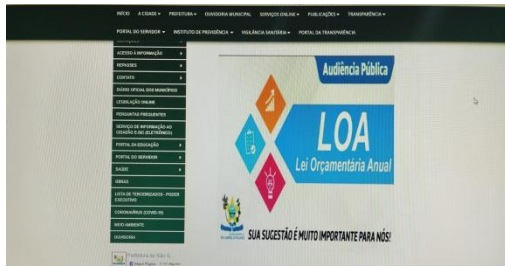 INÍCIO A CIDADE PREFEITURA OUVIDORIA MUNICIPAL SERVIÇOS ONLINE PUBLICAÇÕES TRANSPARÊNCIA
PORTAL DO SERVIDOR INSTITUTO DE PREVIDÊNCIA VIGILÂNCIA SANITÁRIA PORTAL DA TRANSPARÊNCIA
ACESSO À INFORMAÇÃO
REPASSES
CONTATO
DIÁRIO OFICIAL DOS MUNICÍPIOS
LEGISLAÇÃO ONLINE
PERGUNTAS FREQUENTES
SERVIÇO DE INFORMAÇÃO AO
CIDADÃO E-SIC (ELETRÔNICO)
PORTAL DA EDUCAÇÃO
PORTAL DO SERVIDOR
SAÚDE
OBRAS
LISTA DE TERCEIRIZADOS - PODER
EXECUTIVO
CORONAVÍRUS (COVID-19)
MEIO AMBIENTE
OUVIDORIA
Audiência Pública
LOA
Lei Orçamentária Anual
SUA SUGESTÃO É MUITO IMPORTANTE PARA NÓS!